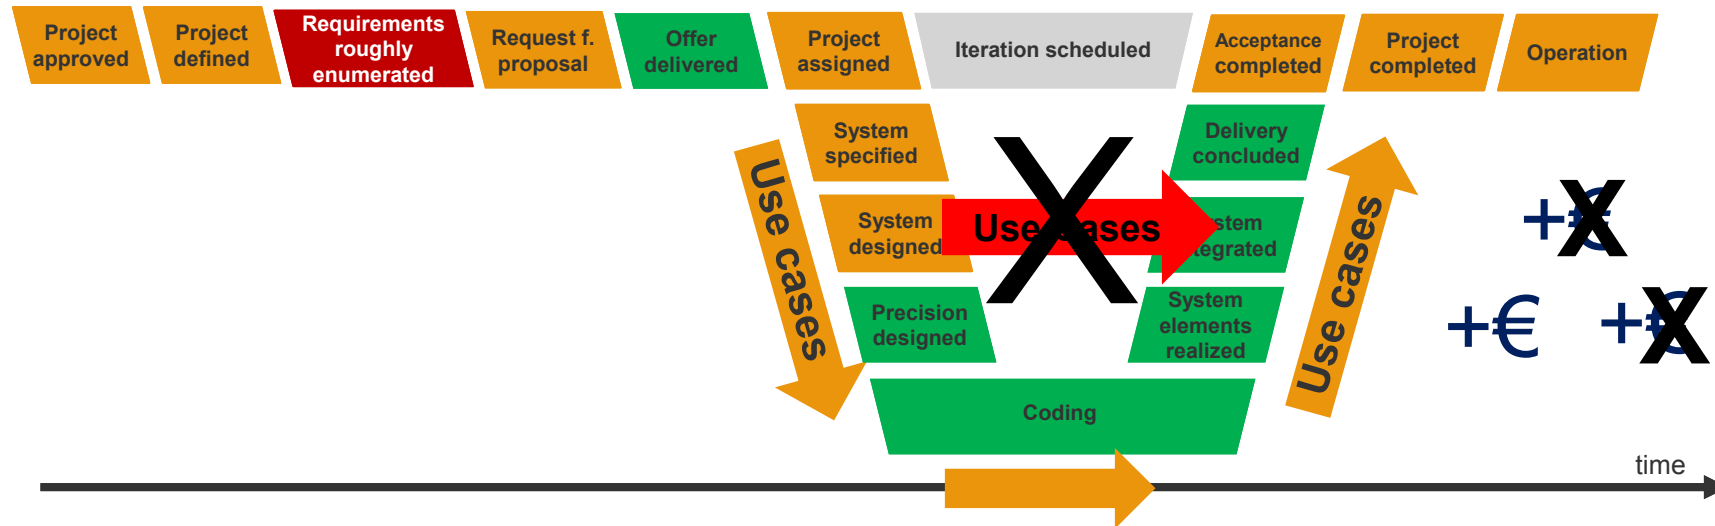 Project
approved
Project
defined
Requirements
roughly
enumerated
Request f.
proposal
Offer
delivered
Project
assigned
Iteration scheduled
Acceptance
completed
Project
completed
Operation
System
specified
Delivery
concluded
Use cases
System
designed
Use Cases
Use cases
+€
Precision
designed
System
elements
realized
+€
+€
Coding
time